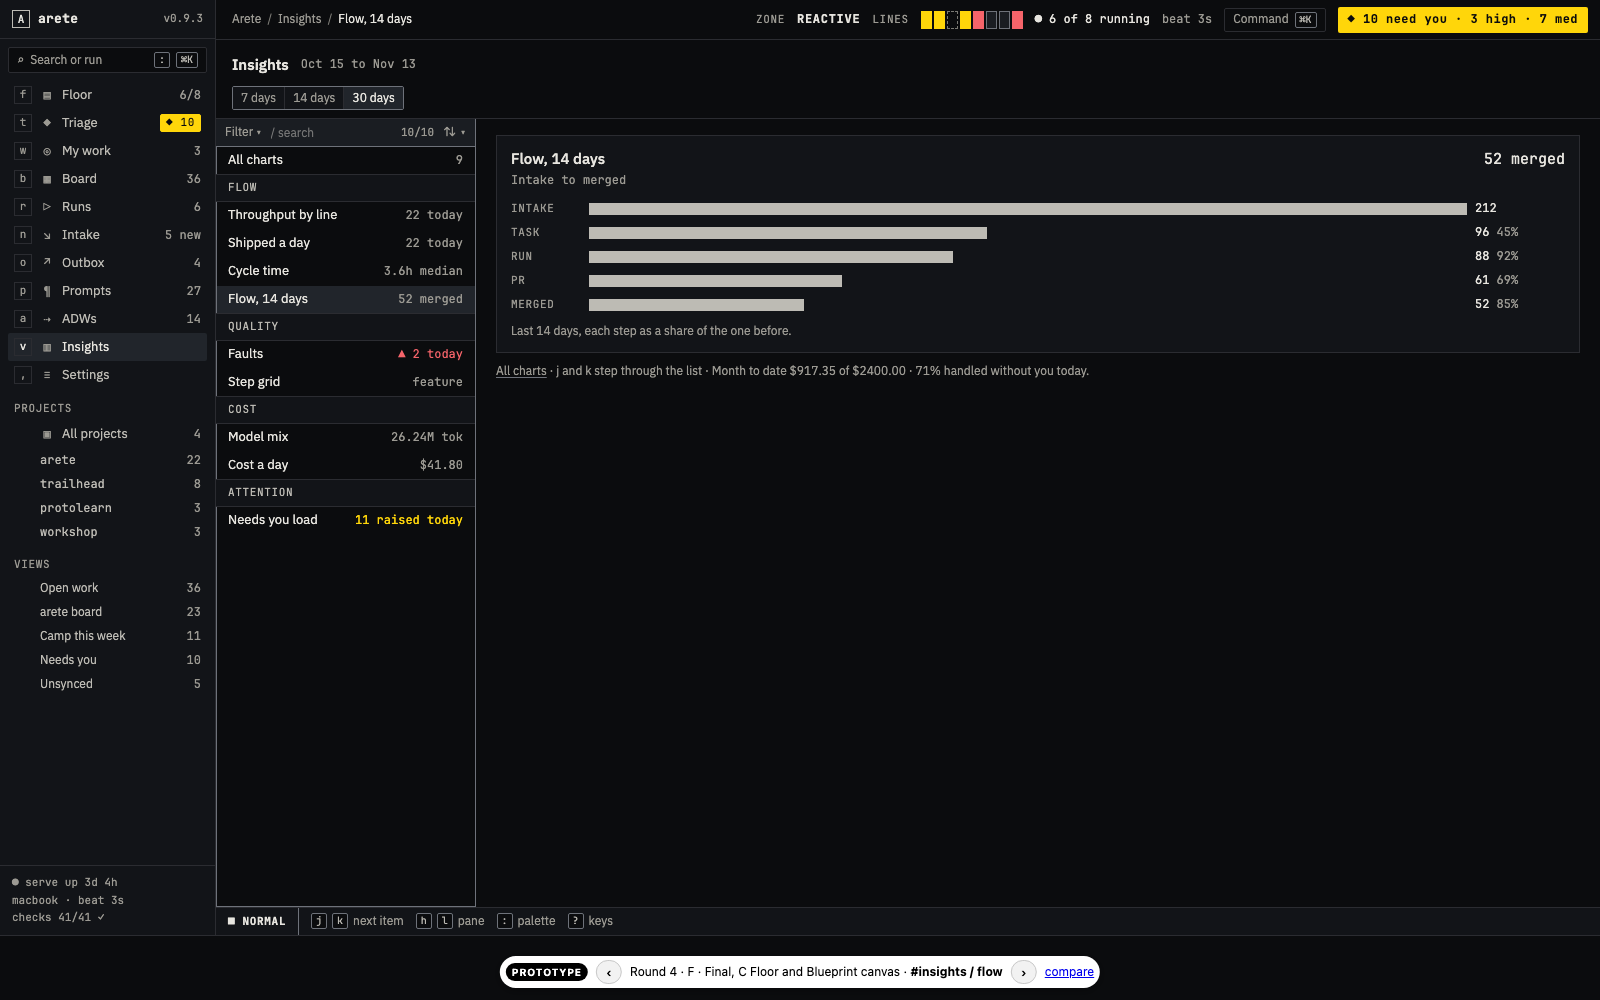 A arete v0.9.3
Search or run : ⌘K
f Floor 6/8
t Triage ◆ 10
w My work 3
b Board 36
r Runs 6
n Intake 5 new
o Outbox 4
p Prompts 27
a ADWs 14
v Insights
, Settings
PROJECTS
All projects 4
arete 22
trailhead 8
protolearn 3
workshop 3
VIEWS
Open work 36
arete board 23
Camp this week 11
Needs you 10
Unsynced 5
● serve up 3d 4h
macbook · beat 3s
checks 41/41 ✓
Arete / Insights / Flow, 14 days
ZONE REACTIVE LINES ● 6 of 8 running beat 3s Command ⌘K ◆ 10 need you · 3 high · 7 med
Insights Oct 15 to Nov 13
7 days 14 days 30 days
Filter ▾ / search 10/10 ⇅ ▾
All charts 9
FLOW
Throughput by line 22 today
Shipped a day 22 today
Cycle time 3.6h median
Flow, 14 days 52 merged
QUALITY
Faults ▲ 2 today
Step grid feature
COST
Model mix 26.24M tok
Cost a day $41.80
ATTENTION
Needs you load 11 raised today
Flow, 14 days 52 merged
Intake to merged
INTAKE 212
TASK 96 45%
RUN 88 92%
PR 61 69%
MERGED 52 85%
Last 14 days, each step as a share of the one before.
All charts · j and k step through the list · Month to date $917.35 of $2400.00 · 71% handled without you today.
■ NORMAL j k next item h l pane : palette ? keys
PROTOTYPE ‹ Round 4 · F · Final, C Floor and Blueprint canvas · #insights / flow › compare